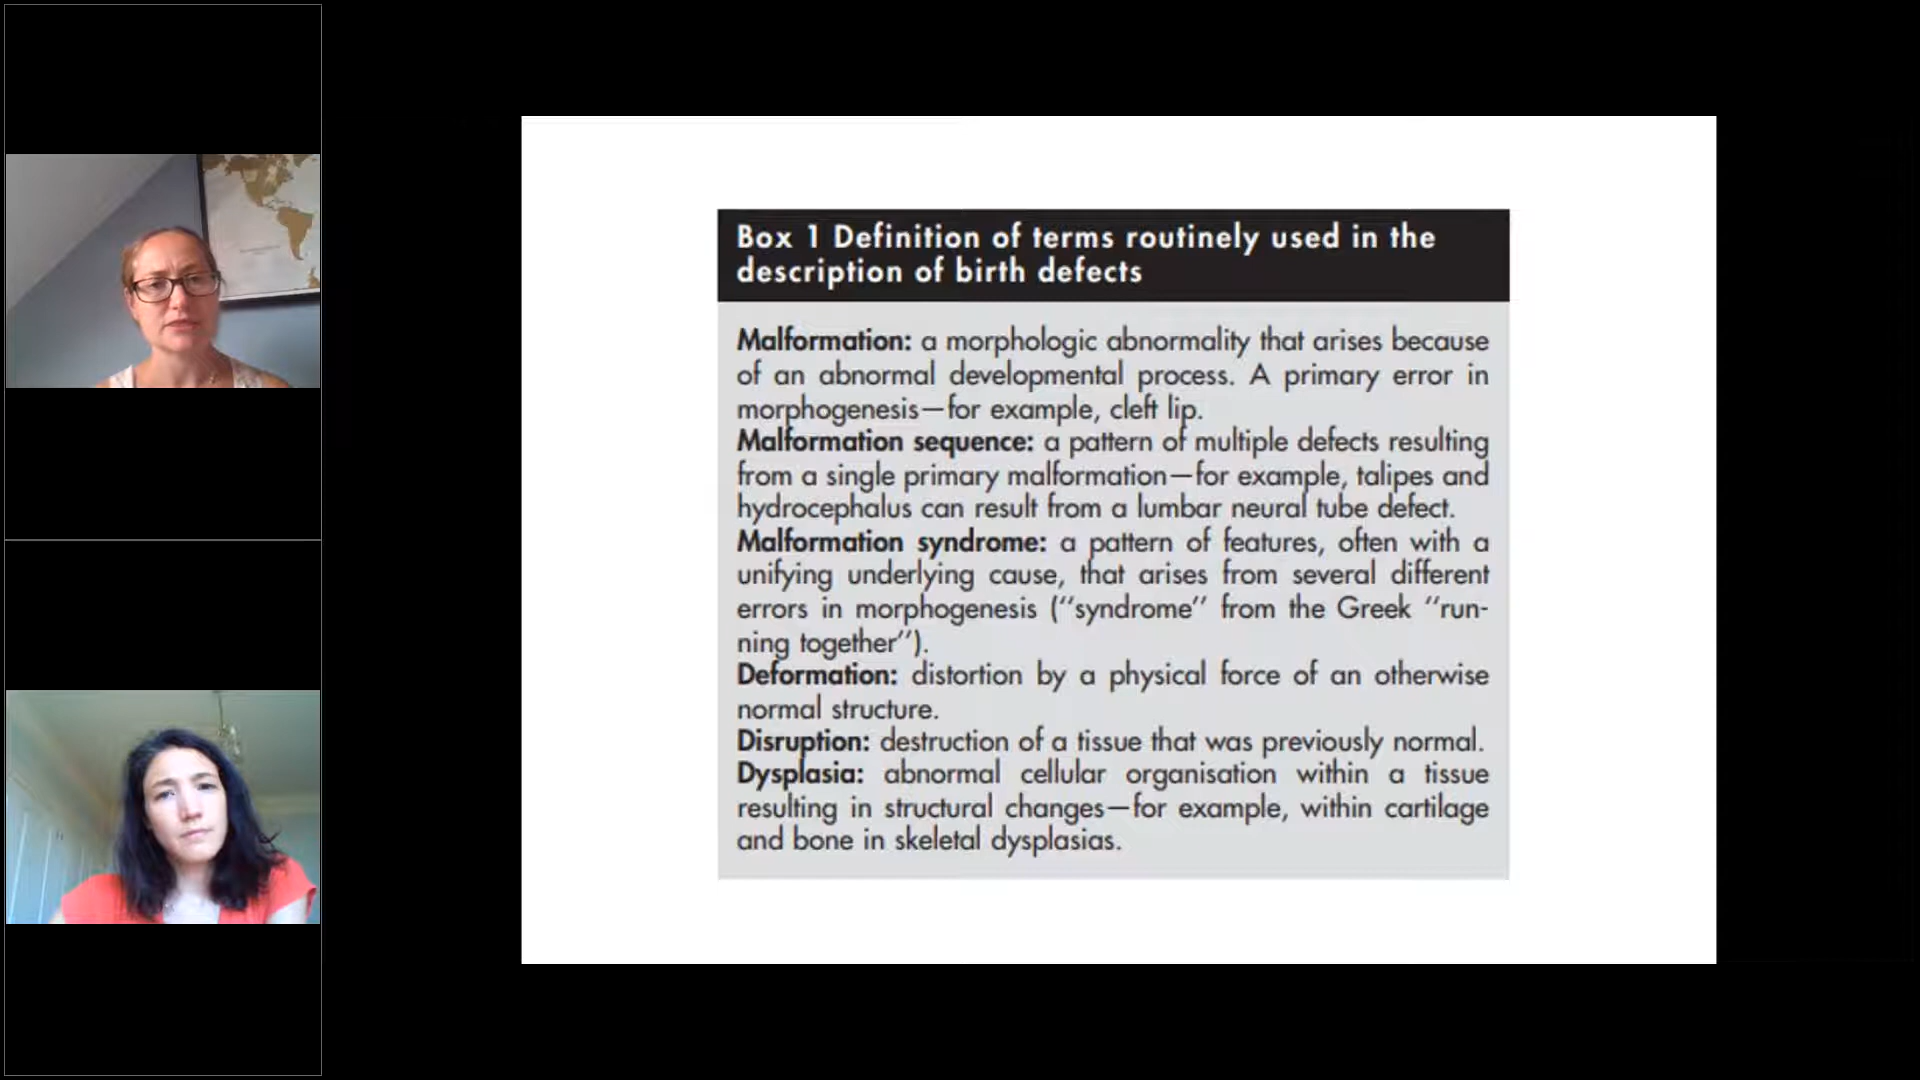 Box 1 Definition of terms routinely used in the
description of birth defects
Malformation: a morphologic abnormality that arises because
of an abnormal developmental process. A primary error in
morphogenesis—for example, cleft lip.
Malformation sequence: a pattern of multiple defects resulting
from a single primary malformation—for example, talipes and
hydrocephalus can result from a lumbar neural tube defect.
Malformation syndrome: a pattern of features, often with a
unifying underlying cause, that arises from several different
errors in morphogenesis (‘‘syndrome’’ from the Greek ‘‘run-
ning together’’).
Deformation: distortion by a physical force of an otherwise
normal structure.
Disruption: destruction of a tissue that was previously normal.
Dysplasia: abnormal cellular organisation within a tissue
resulting in structural changes—for example, within cartilage
and bone in skeletal dysplasias.